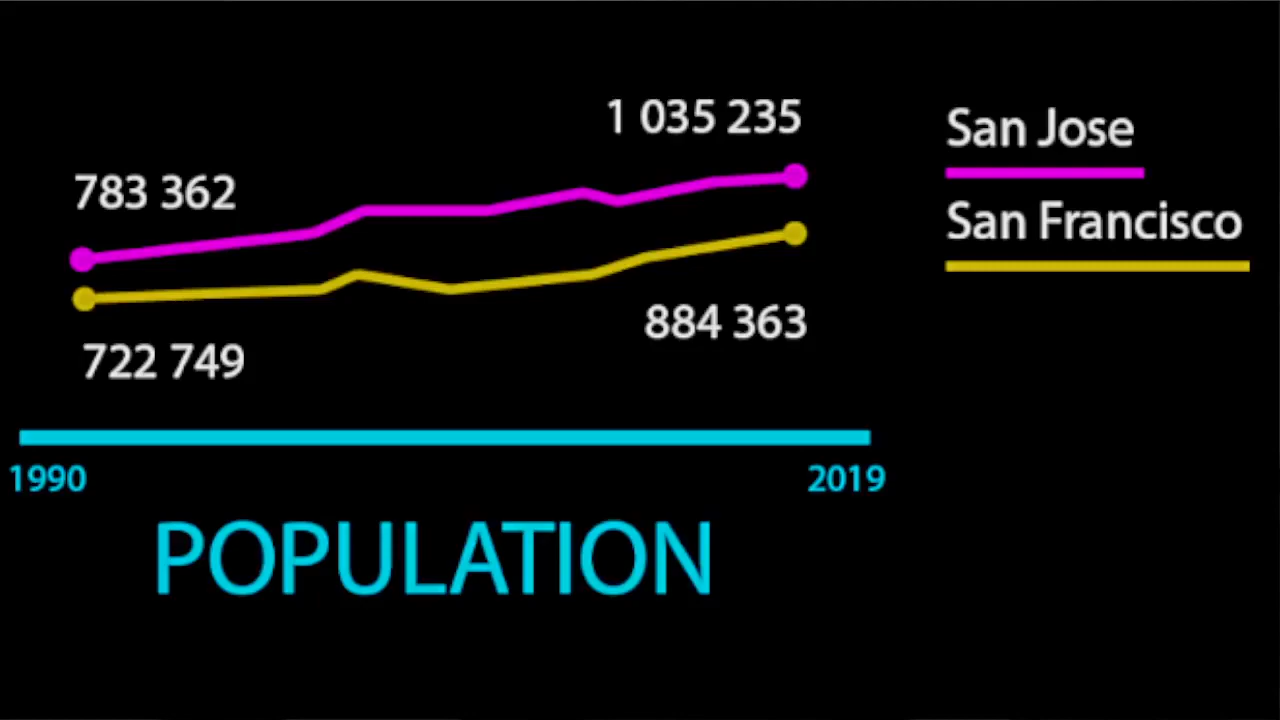 1 035 235
San Jose
783 362
San Francisco
884 363
722 749
1990
2019
POPULATION